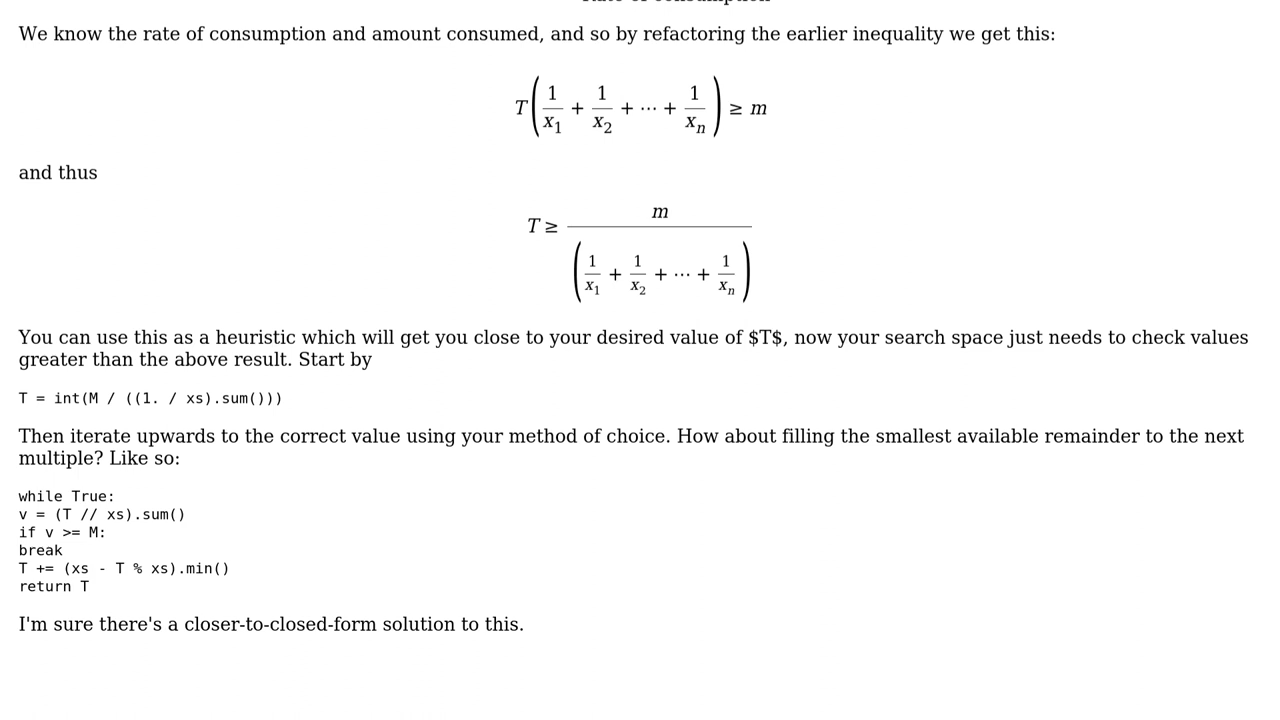 We know the rate of consumption and amount consumed, and so by refactoring the earlier inequality we get this:
T(1/x₁ + 1/x₂ + ⋯ + 1/xₙ) ≥ m
and thus
T ≥ m / (1/x₁ + 1/x₂ + ⋯ + 1/xₙ)
You can use this as a heuristic which will get you close to your desired value of $T$, now your search space just needs to check values
greater than the above result. Start by
T = int(M / ((1. / xs).sum()))
Then iterate upwards to the correct value using your method of choice. How about filling the smallest available remainder to the next
multiple? Like so:
while True:
v = (T // xs).sum()
if v >= M:
break
T += (xs - T % xs).min()
return T
I'm sure there's a closer-to-closed-form solution to this.